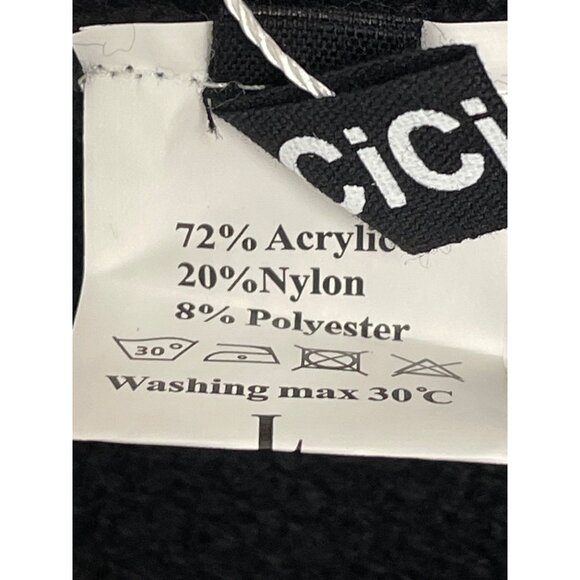 CiCi
72% Acrylic
20%Nylon
8% Polyester
30°
Washing max 30°C
L